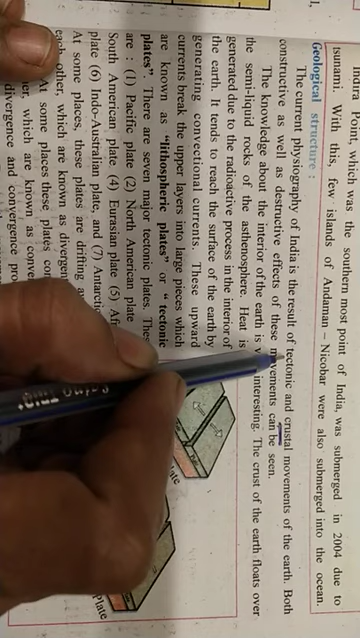 Indira Point, which was the southern most point of India, was submerged in 2004 due to
tsunami. With this, few islands of Andaman – Nicobar were also submerged into the ocean.
Geological structure :
The current physiography of India is the result of tectonic and crustal movements of the earth. Both
constructive as well as destructive effects of these movements can be seen.
The knowledge about the interior of the earth is interesting. The crust of the earth floats over
the semi-liquid rocks of the asthenosphere. Heat is
generated due to the radioactive process in the interior of
the earth. It tends to reach the surface of the earth by
generating convectional currents. These upward
currents break the upper layers into large pieces which
are known as "lithospheric plates" or "tectonic
plates" There are seven major tectonic plates.
are : (1) Pacific plate (2) North American plate
South American plate (4) Eurasian plate (5)
plate (6) Indo-Australian plate, and (7)
At some places, these plates are drifting
each other, which are known as
At some places these plates
which are known as
divergence and convergence
Plate